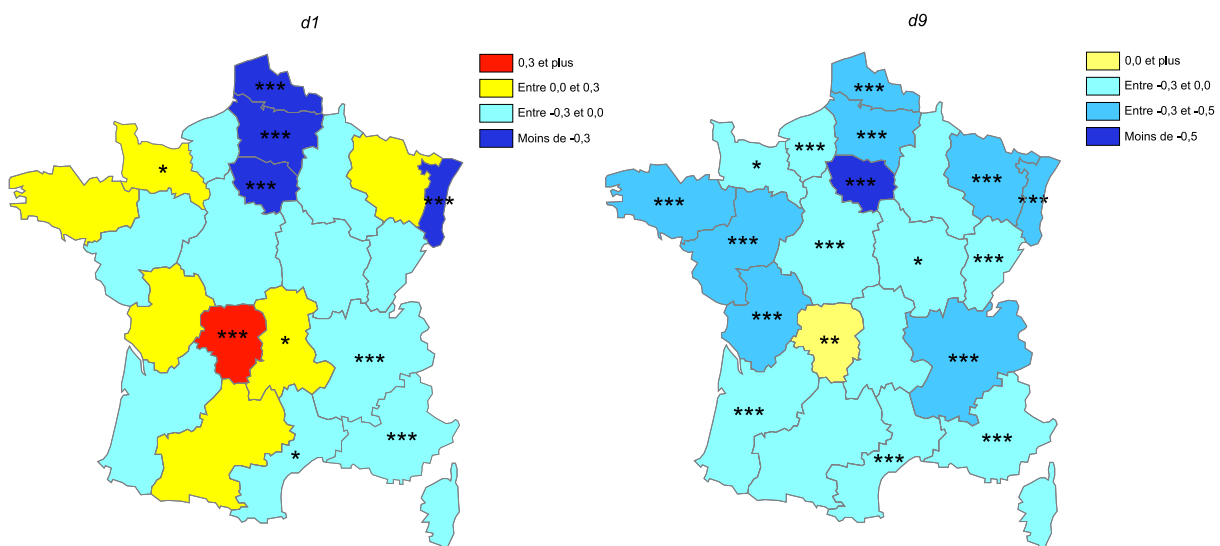 d1
0,3 et plus
Entre 0,0 et 0,3
Entre -0,3 et 0,0
Moins de -0,3
***
***
***
*
***
***
*
***
***
*
d9
0,0 et plus
Entre -0,3 et 0,0
Entre -0,3 et -0,5
Moins de -0,5
***
***
***
*
***
***
***
***
***
***
*
***
***
**
***
***
***
***